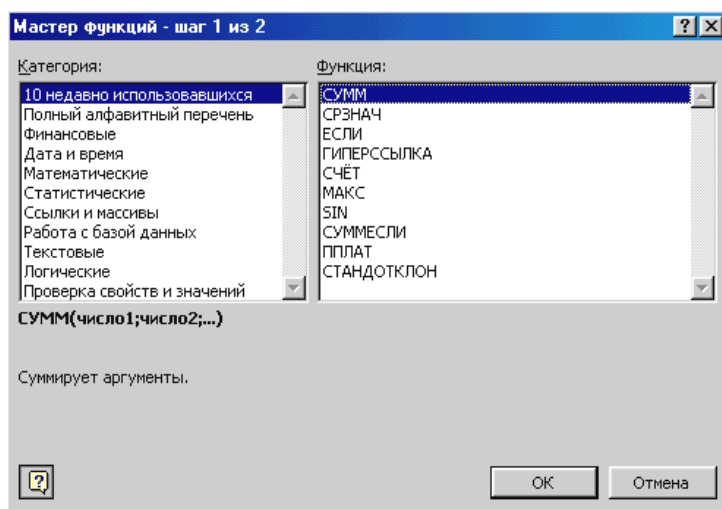 Мастер функций - шаг 1 из 2
Категория:
10 недавно использовавшихся
Полный алфавитный перечень
Финансовые
Дата и время
Математические
Статистические
Ссылки и массивы
Работа с базой данных
Текстовые
Логические
Проверка свойств и значений
Функция:
СУММ
СРЗНАЧ
ЕСЛИ
ГИПЕРССЫЛКА
СЧЁТ
МАКС
SIN
СУММЕСЛИ
ППЛАТ
СТАНДОТКЛОН
СУММ(число1;число2;...)
Суммирует аргументы.
ОК
Отмена